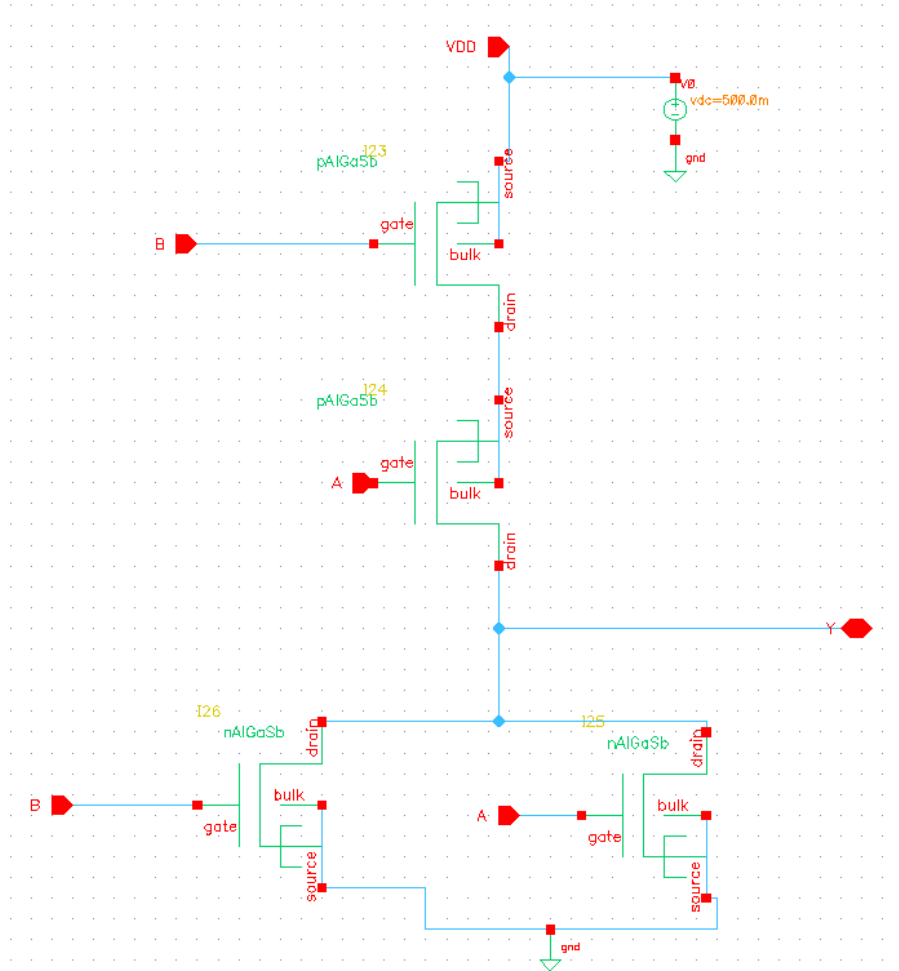 VDD
V0
vdc=500.0m
gnd
I23
pAlGaSb
source
gate
B
bulk
drain
I24
pAlGaSb
source
gate
A
bulk
drain
Y
I26
nAlGaSb
drain
I25
nAlGaSb
drain
bulk
B
gate
source
bulk
A
gate
source
gnd